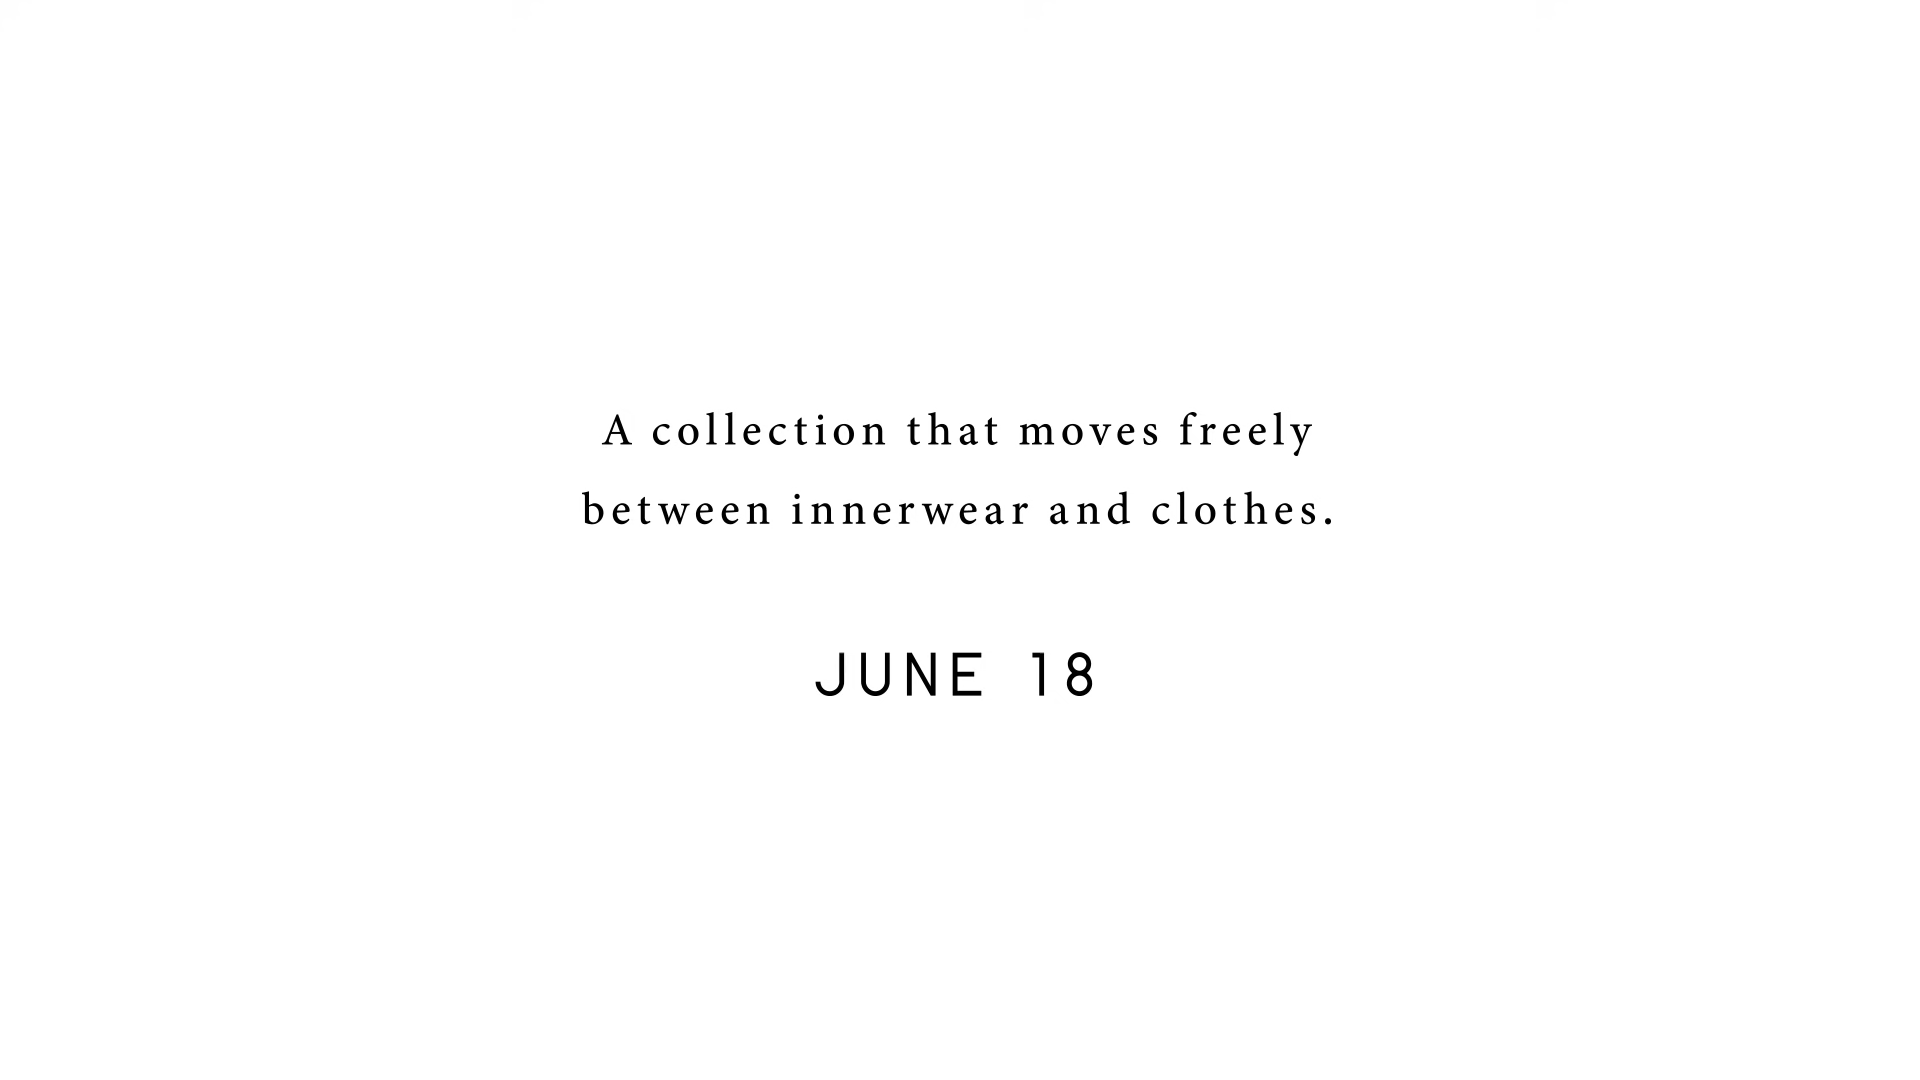 A collection that moves freely
between innerwear and clothes.
JUNE 18